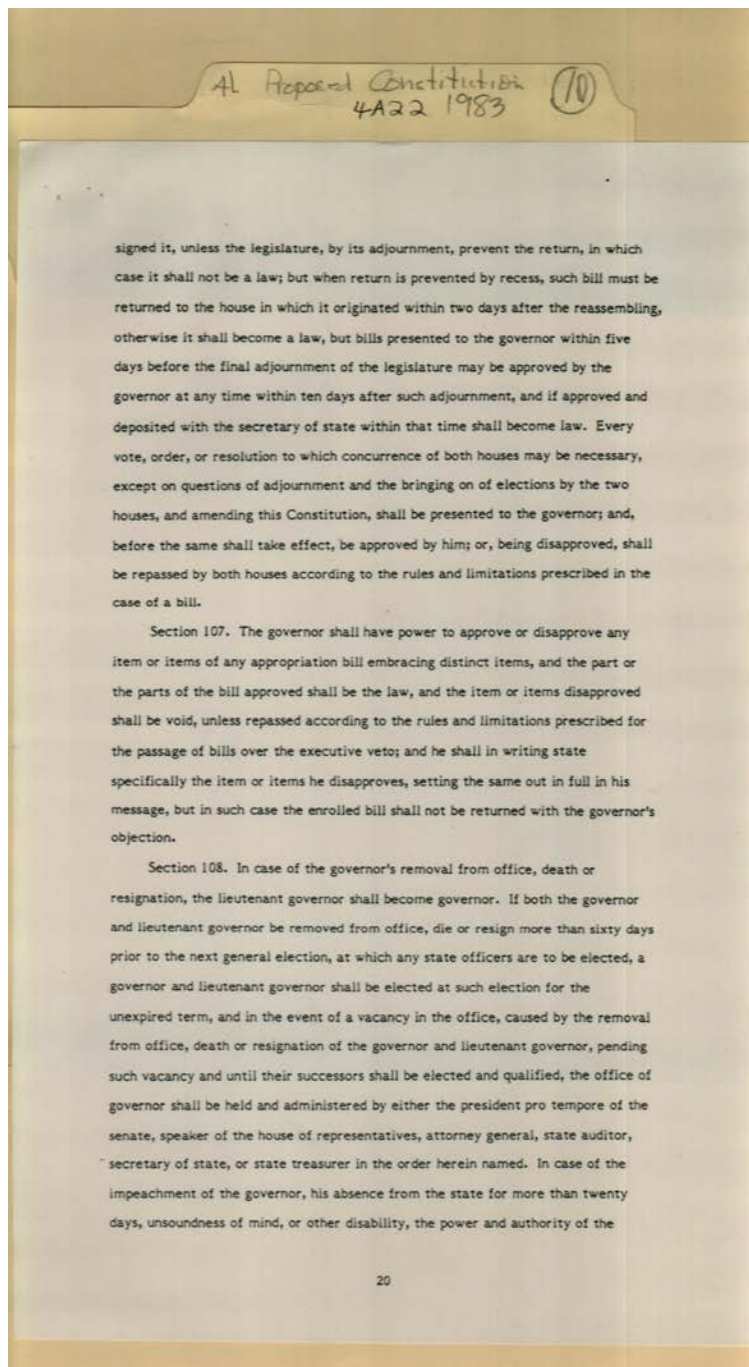 AL Proposed Constitution 10
4A22 1983
signed it, unless the legislature, by its adjournment, prevent the return, in which
case it shall not be a law; but when return is prevented by recess, such bill must be
returned to the house in which it originated within two days after the reassembling,
otherwise it shall become a law, but bills presented to the governor within five
days before the final adjournment of the legislature may be approved by the
governor at any time within ten days after such adjournment, and if approved and
deposited with the secretary of state within that time shall become law. Every
vote, order, or resolution to which concurrence of both houses may be necessary,
except on questions of adjournment and the bringing on of elections by the two
houses, and amending this Constitution, shall be presented to the governor; and,
before the same shall take effect, be approved by him; or, being disapproved, shall
be repassed by both houses according to the rules and limitations prescribed in the
case of a bill.
Section 107. The governor shall have power to approve or disapprove any
item or items of any appropriation bill embracing distinct items, and the part or
the parts of the bill approved shall be the law, and the item or items disapproved
shall be void, unless repassed according to the rules and limitations prescribed for
the passage of bills over the executive veto; and he shall in writing state
specifically the item or items he disapproves, setting the same out in full in his
message, but in such case the enrolled bill shall not be returned with the governor's
objection.
Section 108. In case of the governor's removal from office, death or
resignation, the lieutenant governor shall become governor. If both the governor
and lieutenant governor be removed from office, die or resign more than sixty days
prior to the next general election, at which any state officers are to be elected, a
governor and lieutenant governor shall be elected at such election for the
unexpired term, and in the event of a vacancy in the office, caused by the removal
from office, death or resignation of the governor and lieutenant governor, pending
such vacancy and until their successors shall be elected and qualified, the office of
governor shall be held and administered by either the president pro tempore of the
senate, speaker of the house of representatives, attorney general, state auditor,
secretary of state, or state treasurer in the order herein named. In case of the
impeachment of the governor, his absence from the state for more than twenty
days, unsoundness of mind, or other disability, the power and authority of the
20